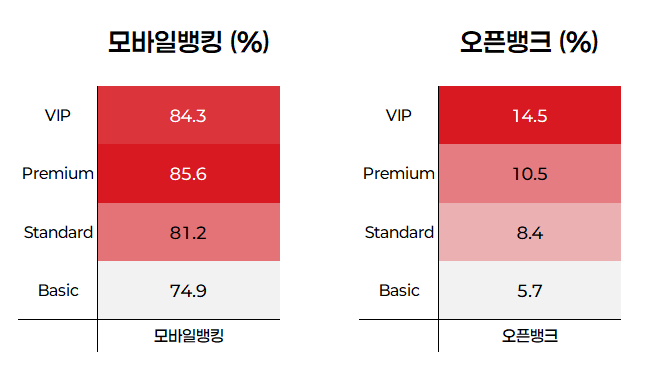 모바일뱅킹 (%)
VIP 84.3
Premium 85.6
Standard 81.2
Basic 74.9
모바일뱅킹
오픈뱅크 (%)
VIP 14.5
Premium 10.5
Standard 8.4
Basic 5.7
오픈뱅크